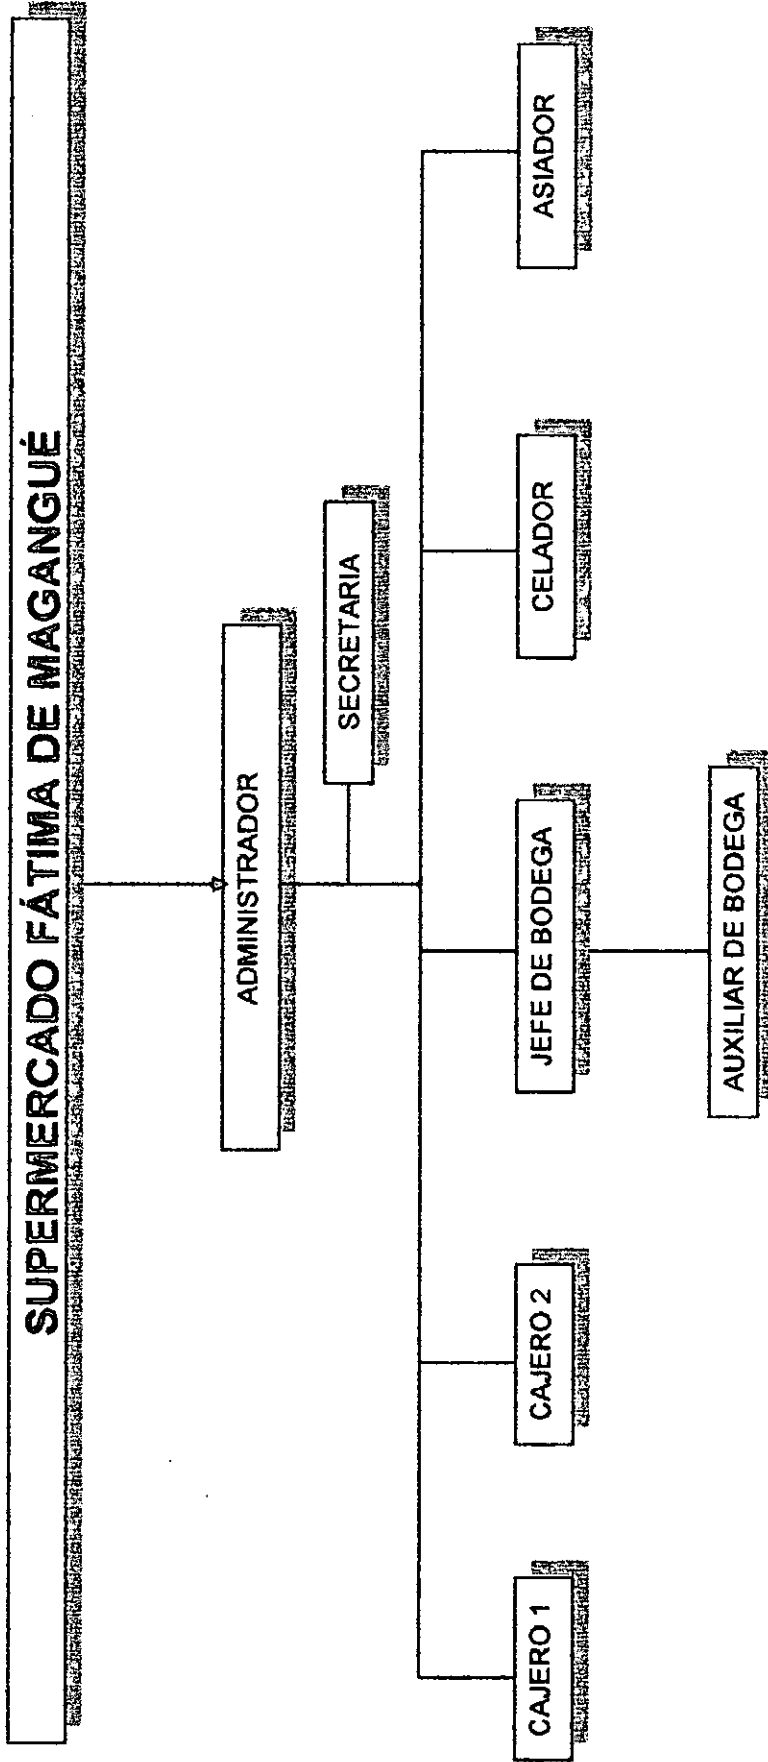 SUPERMERCADO FÁTIMA DE MAGANGUÉ
ADMINISTRADOR
SECRETARIA
CAJERO 1
CAJERO 2
JEFE DE BODEGA
CELADOR
ASIADOR
AUXILIAR DE BODEGA